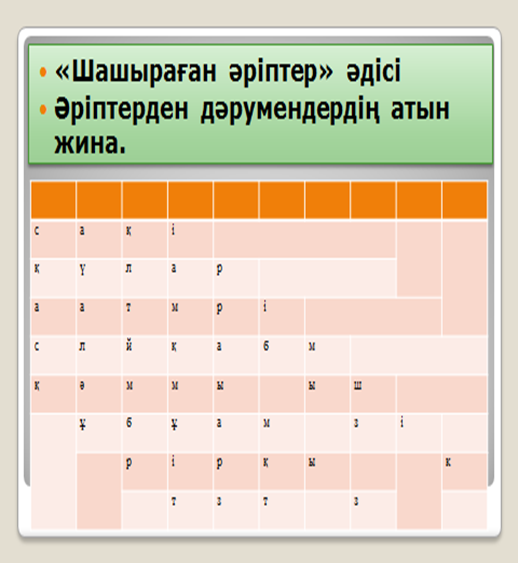 • «Шашыраған әріптер» әдісі
• Әріптерден дәрумендердің атын
жина.
с а қ і
қ ү л а р
а а т м р і
с л й қ а б м
қ ә м м ы ы ш
ұ б ұ а м з і
р і р қ ы к
т з т з